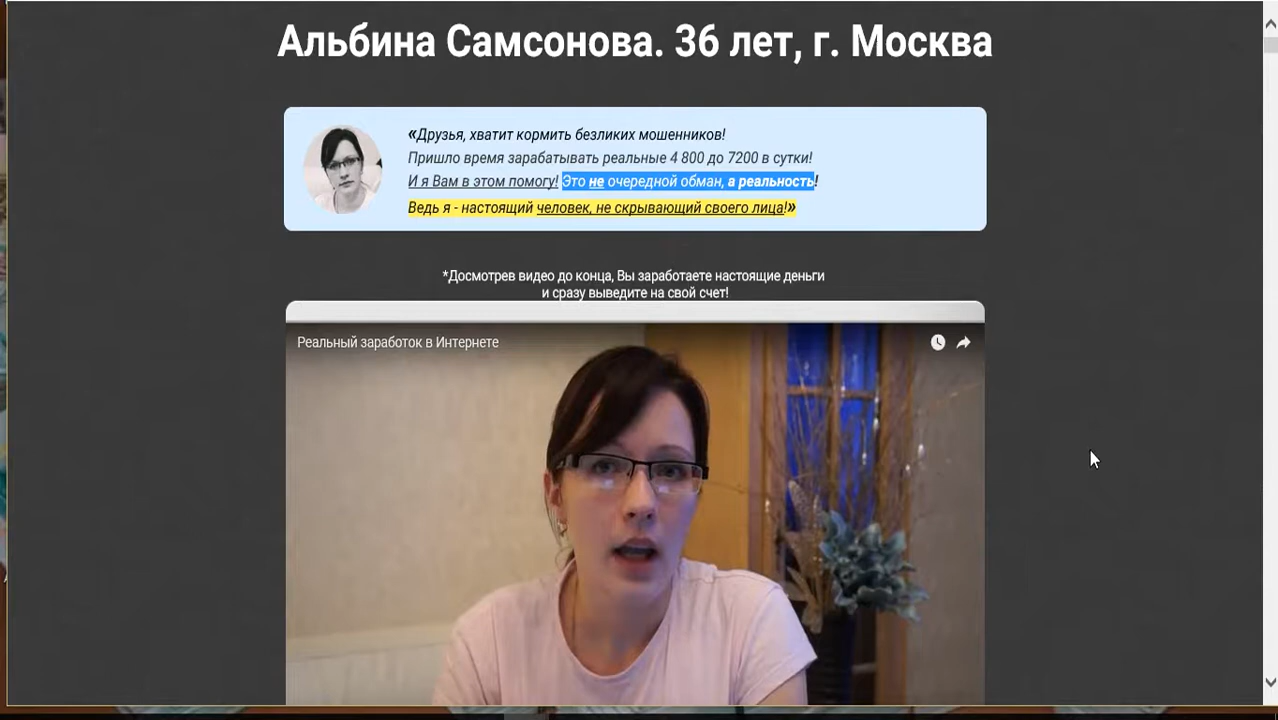 Альбина Самсонова. 36 лет, г. Москва
«Друзья, хватит кормить безликих мошенников!
Пришло время зарабатывать реальные 4 800 до 7200 в сутки!
И я Вам в этом помогу! Это не очередной обман, а реальность!
Ведь я - настоящий человек, не скрывающий своего лица!»
*Досмотрев видео до конца, Вы заработаете настоящие деньги
и сразу выведите на свой счет!
Реальный заработок в Интернете